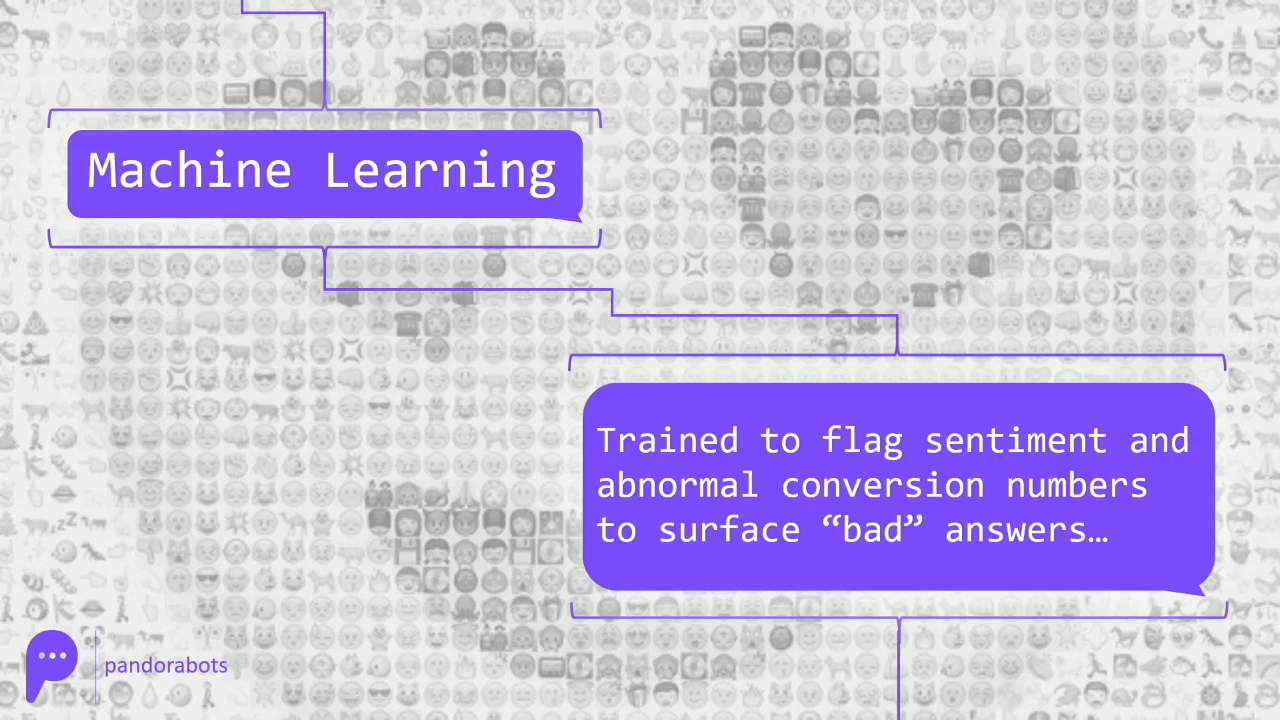 Machine Learning
Trained to flag sentiment and
abnormal conversion numbers
to surface “bad” answers…
pandorabots